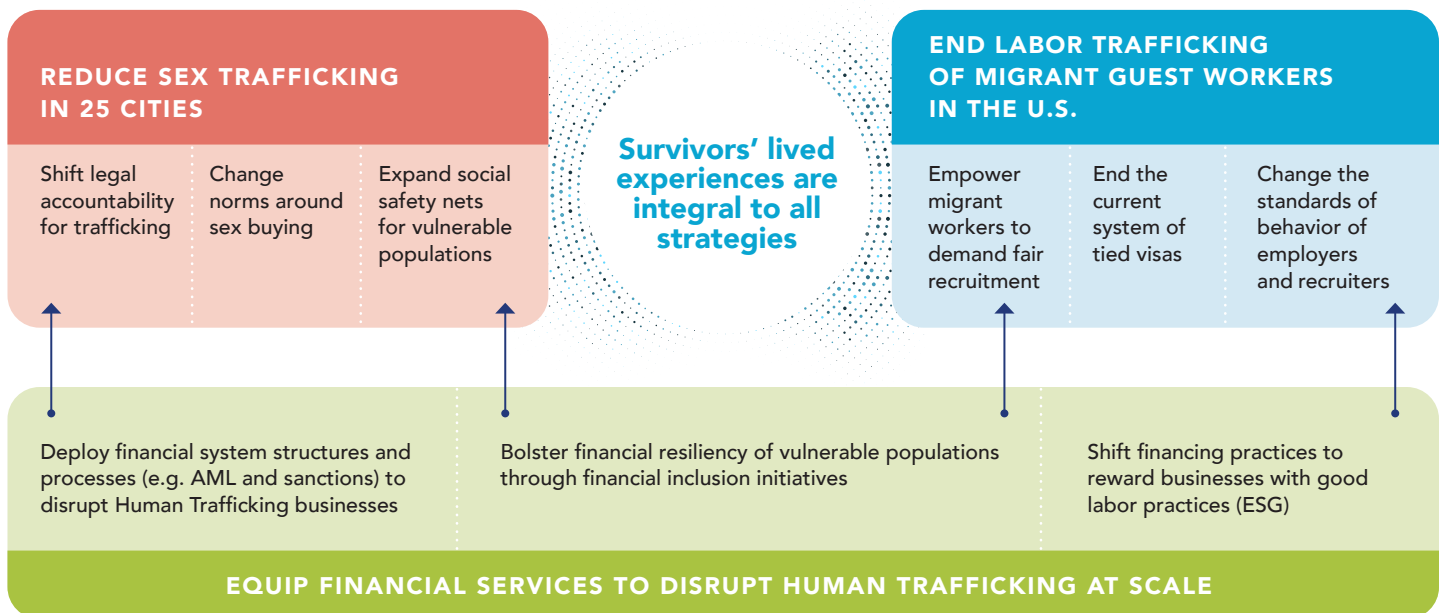 REDUCE SEX TRAFFICKING
IN 25 CITIES
Shift legal
accountability
for trafficking
Change
norms around
sex buying
Expand social
safety nets
for vulnerable
populations
Survivors’ lived
experiences are
integral to all
strategies
END LABOR TRAFFICKING
OF MIGRANT GUEST WORKERS
IN THE U.S.
Empower
migrant
workers to
demand fair
recruitment
End the
current
system of
tied visas
Change the
standards of
behavior of
employers
and recruiters
Deploy financial system structures and
processes (e.g. AML and sanctions) to
disrupt Human Trafficking businesses
Bolster financial resiliency of vulnerable populations
through financial inclusion initiatives
Shift financing practices to
reward businesses with good
labor practices (ESG)
EQUIP FINANCIAL SERVICES TO DISRUPT HUMAN TRAFFICKING AT SCALE